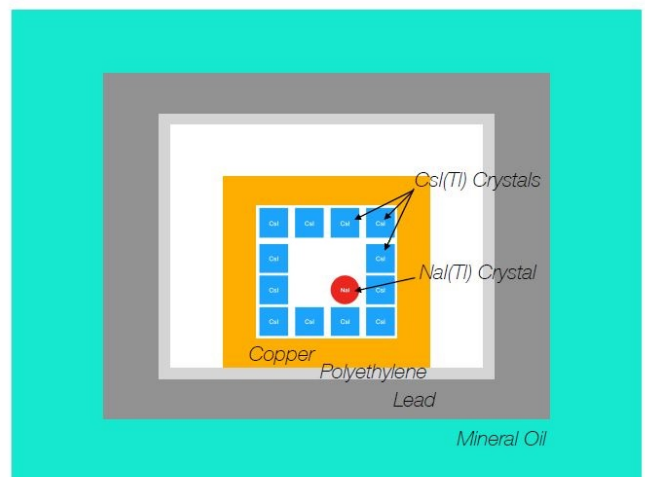 CsI(Tl) Crystals
CsI CsI CsI CsI
CsI CsI
NaI(Tl) Crystal
CsI NaI CsI
CsI CsI CsI CsI
Copper
Polyethylene
Lead
Mineral Oil